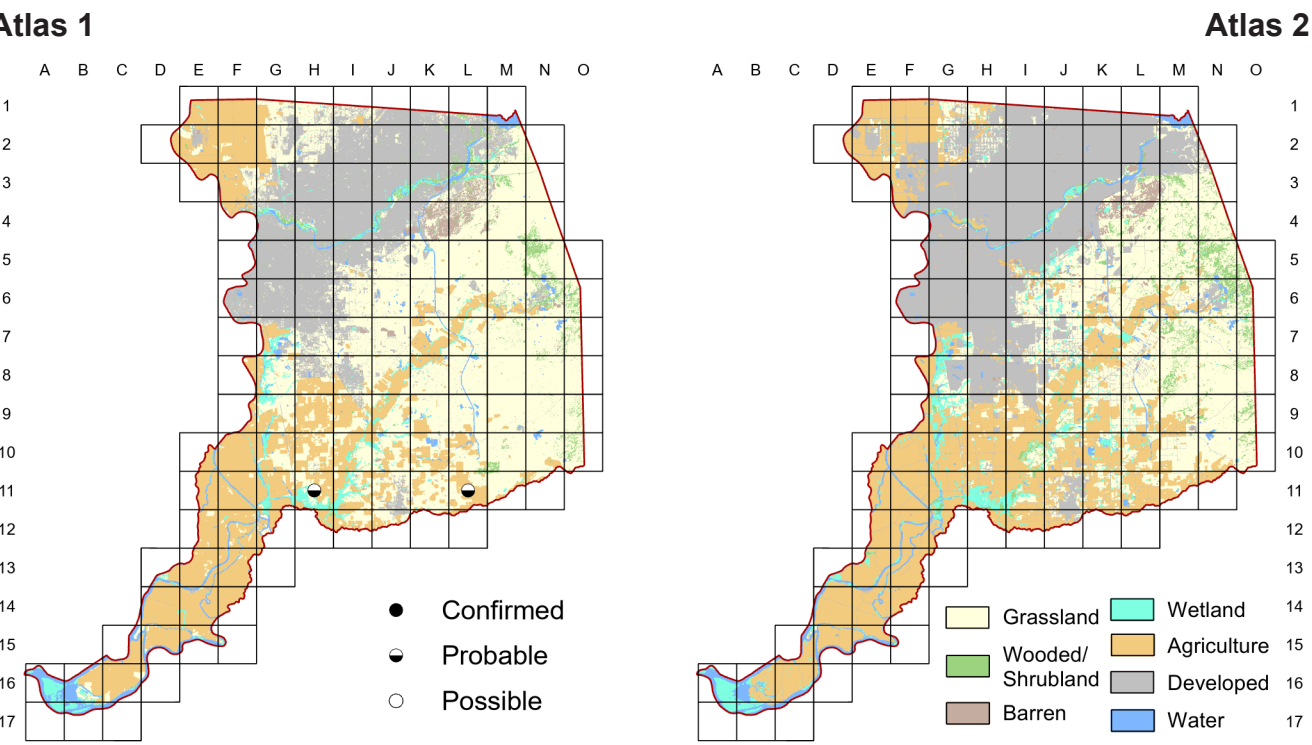 Atlas 1
Atlas 2
A B C D E F G H I J K L M N O
A B C D E F G H I J K L M N O
1
2
3
4
5
6
7
8
9
10
11
12
13
14
15
16
17
Confirmed
Probable
Possible
Grassland
Wooded/
Shrubland
Barren
Wetland
Agriculture
Developed
Water
1
2
3
4
5
6
7
8
9
10
11
12
13
14
15
16
17